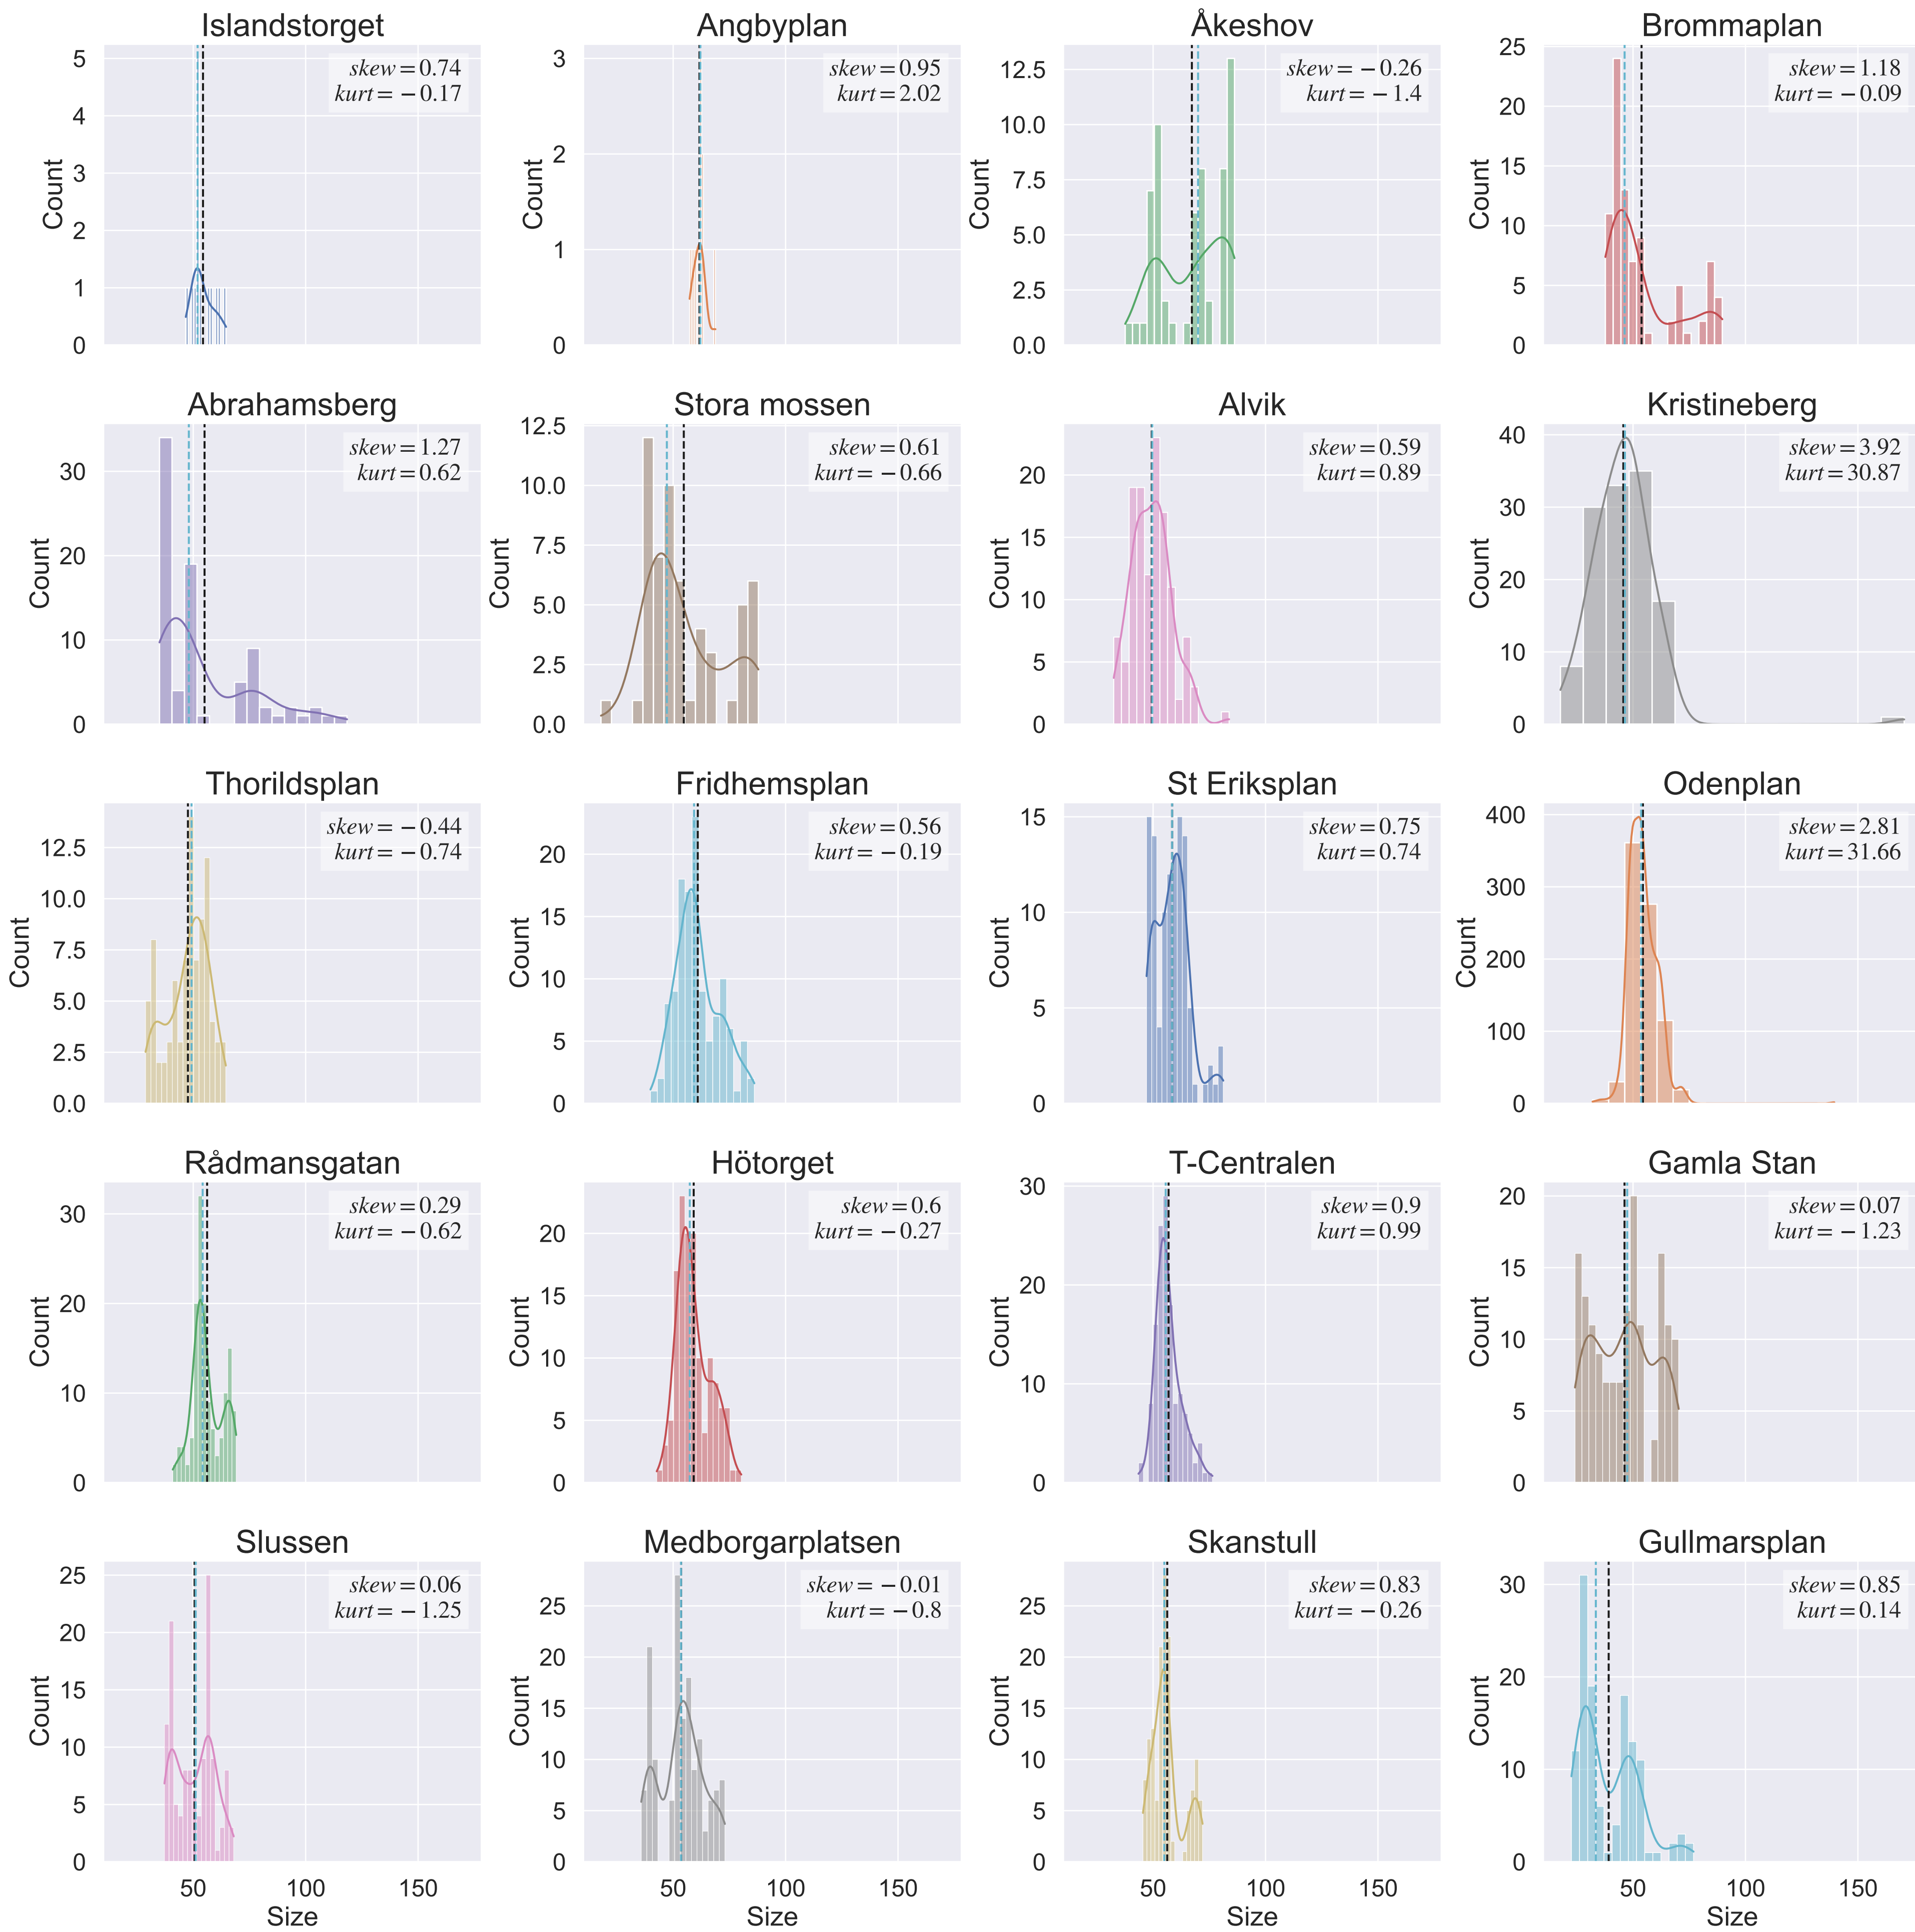 Islandstorget
5
4
3
2
1
0
Count
skew = 0.74
kurt = −0.17
Angbyplan
3
2
1
0
Count
skew = 0.95
kurt = 2.02
Åkeshov
12.5
10.0
7.5
5.0
2.5
0.0
Count
skew = −0.26
kurt = −1.4
Brommaplan
25
20
15
10
5
0
Count
skew = 1.18
kurt = −0.09
Abrahamsberg
30
20
10
0
Count
skew = 1.27
kurt = 0.62
Stora mossen
12.5
10.0
7.5
5.0
2.5
0.0
Count
skew = 0.61
kurt = −0.66
Alvik
20
15
10
5
0
Count
skew = 0.59
kurt = 0.89
Kristineberg
40
30
20
10
0
Count
skew = 3.92
kurt = 30.87
Thorildsplan
12.5
10.0
7.5
5.0
2.5
0.0
Count
skew = −0.44
kurt = −0.74
Fridhemsplan
20
15
10
5
0
Count
skew = 0.56
kurt = −0.19
St Eriksplan
15
10
5
0
Count
skew = 0.75
kurt = 0.74
Odenplan
400
300
200
100
0
Count
skew = 2.81
kurt = 31.66
Rådmansgatan
30
20
10
0
Count
skew = 0.29
kurt = −0.62
Hötorget
20
15
10
5
0
Count
skew = 0.6
kurt = −0.27
T-Centralen
30
20
10
0
Count
skew = 0.9
kurt = 0.99
Gamla Stan
20
15
10
5
0
Count
skew = 0.07
kurt = −1.23
Slussen
25
20
15
10
5
0
Count
skew = 0.06
kurt = −1.25
50 100 150
Size
Medborgarplatsen
25
20
15
10
5
0
Count
skew = −0.01
kurt = −0.8
50 100 150
Size
Skanstull
25
20
15
10
5
0
Count
skew = 0.83
kurt = −0.26
50 100 150
Size
Gullmarsplan
30
20
10
0
Count
skew = 0.85
kurt = 0.14
50 100 150
Size